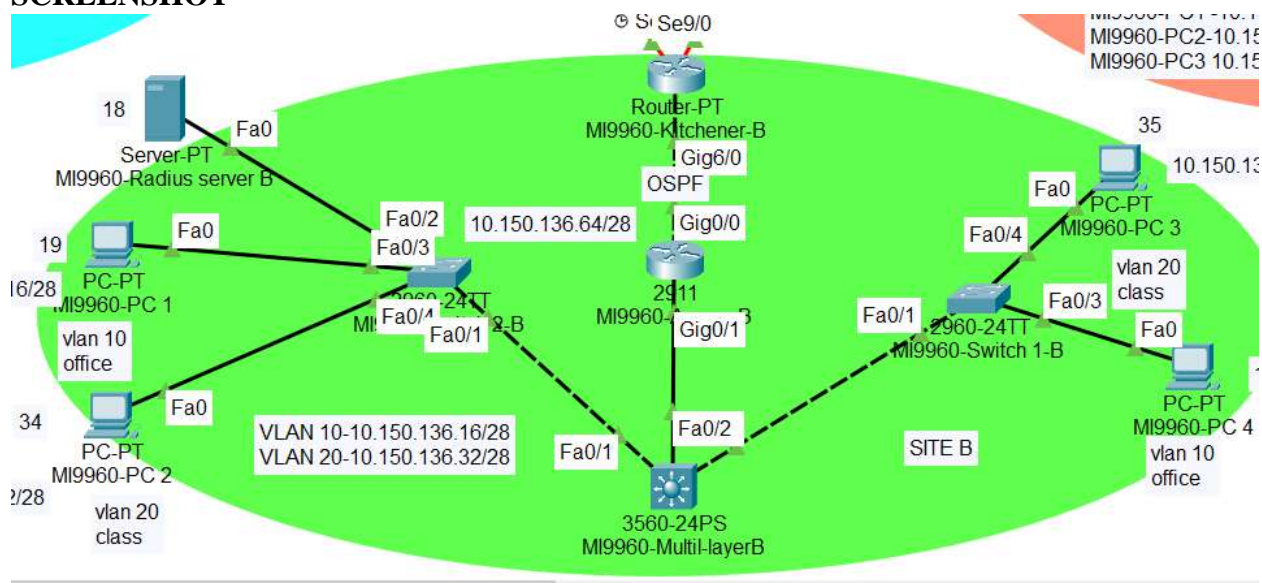 SCREENSHOT
Se9/0
MI9960-PC2-10.15
MI9960-PC3 10.15
Router-PT
MI9960-Kitchener-B
18
Fa0
Server-PT
MI9960-Radius server B
Gig6/0
OSPF
35
10.150.13
Fa0
PC-PT
MI9960-PC 3
Fa0/2
10.150.136.64/28
Gig0/0
19
Fa0
Fa0/3
Fa0/4
PC-PT
MI9960-PC 1
16/28
2911
Gig0/1
vlan 20
class
Fa0/4
Fa0/1
Fa0/1
Fa0/3
2960-24TT
MI9960-Switch 1-B
Fa0
vlan 10
office
PC-PT
MI9960-PC 4
34
Fa0
PC-PT
MI9960-PC 2
VLAN 10-10.150.136.16/28
VLAN 20-10.150.136.32/28
Fa0/1
Fa0/2
SITE B
vlan 10
office
2/28
vlan 20
class
3560-24PS
MI9960-Multil-layerB